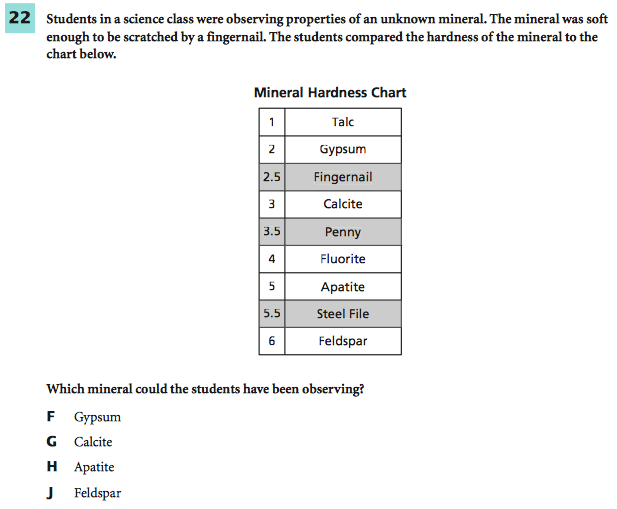 22 Students in a science class were observing properties of an unknown mineral. The mineral was soft
enough to be scratched by a fingernail. The students compared the hardness of the mineral to the
chart below.
Mineral Hardness Chart
1 Talc
2 Gypsum
2.5 Fingernail
3 Calcite
3.5 Penny
4 Fluorite
5 Apatite
5.5 Steel File
6 Feldspar
Which mineral could the students have been observing?
F Gypsum
G Calcite
H Apatite
J Feldspar